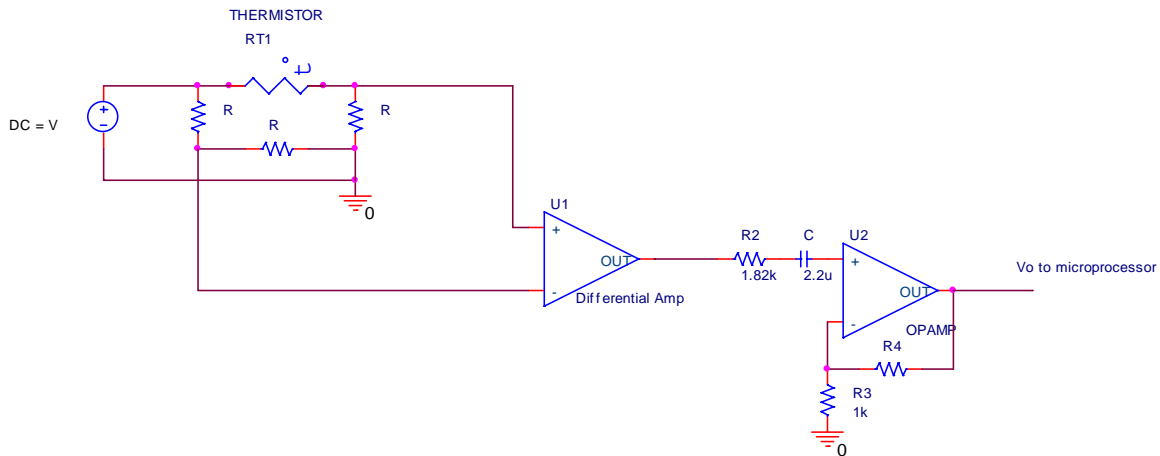 THERMISTOR
RT1
t
R
R
R
DC = V
+
-
0
U1
+
OUT
-
Differential Amp
R2
1.82k
C
2.2u
U2
+
OUT
-
OPAMP
Vo to microprocessor
R4
R3
1k
0